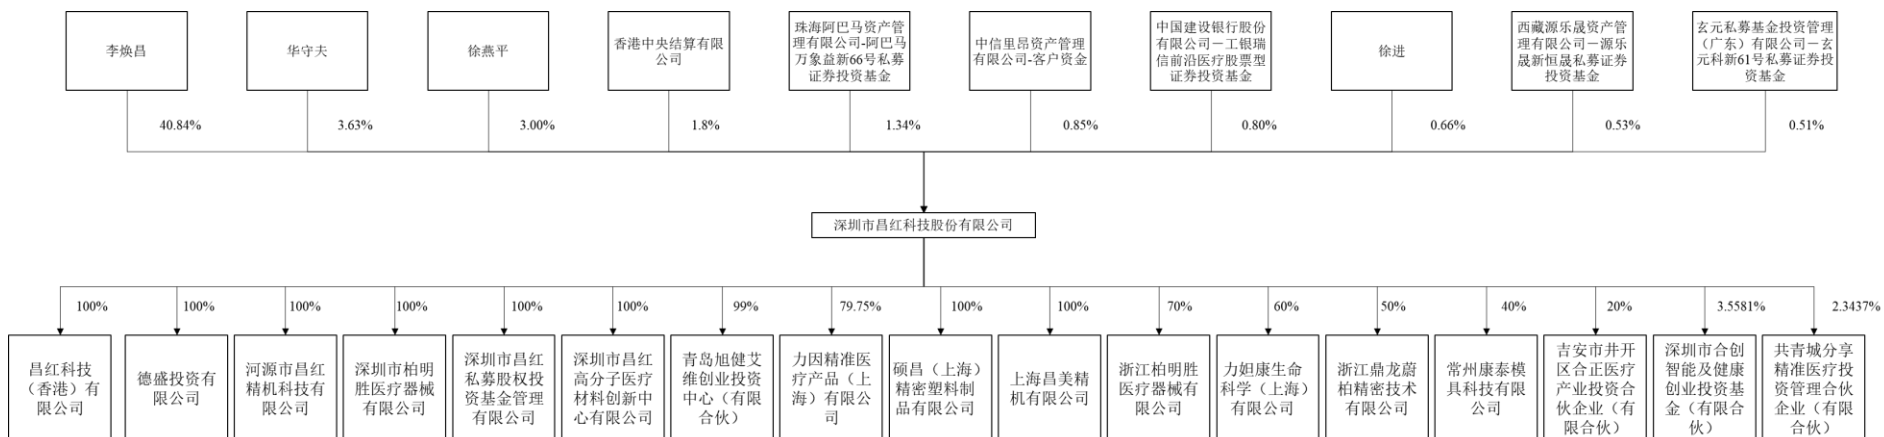 李焕昌
华守夫
徐燕平
香港中央结算有限
公司
珠海阿巴马资产管
理有限公司-阿巴马
万象益新66号私募
证券投资基金
中信里昂资产管理
有限公司-客户资金
中国建设银行股份
有限公司－工银瑞
信前沿医疗股票型
证券投资基金
徐进
西藏源乐晟资产管
理有限公司－源乐
晟新恒晟私募证券
投资基金
玄元私募基金投资管理
（广东）有限公司－玄
元科新61号私募证券投
资基金
40.84%
3.63%
3.00%
1.8%
1.34%
0.85%
0.80%
0.66%
0.53%
0.51%
深圳市昌红科技股份有限公司
100%
100%
100%
100%
100%
100%
99%
79.75%
100%
100%
70%
60%
50%
40%
20%
3.5581%
2.3437%
昌红科技
（香港）有
限公司
德盛投资有
限公司
河源市昌红
精机科技有
限公司
深圳市柏明
胜医疗器械
有限公司
深圳市昌红
私募股权投
资基金管理
有限公司
深圳市昌红
高分子医疗
材料创新中
心有限公司
青岛旭健艾
维创业投资
中心（有限
合伙）
力因精准医
疗产品（上
海）有限公
司
硕昌（上海）
精密塑料制
品有限公司
上海昌美精
机有限公司
浙江柏明胜
医疗器械有
限公司
力妲康生命
科学（上海）
有限公司
浙江鼎龙蔚
柏精密技术
有限公司
常州康泰模
具科技有限
公司
吉安市井开
区合正医疗
产业投资合
伙企业（有
限合伙）
深圳市合创
智能及健康
创业投资基
金（有限合
伙）
共青城分享
精准医疗投
资管理合伙
企业（有限
合伙）